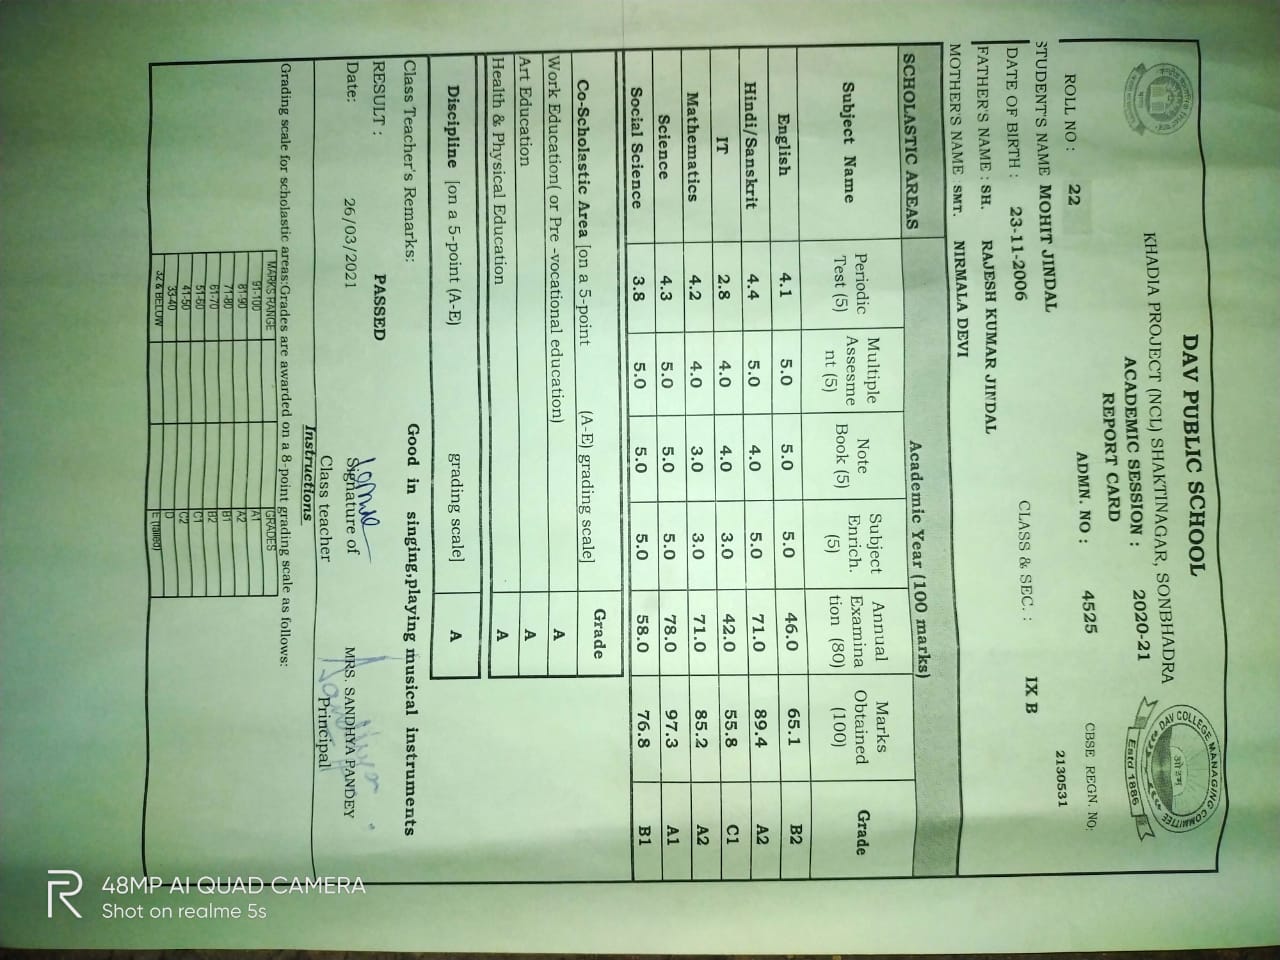 DAV PUBLIC SCHOOL
KHADIA PROJECT (NCL) SHAKTINAGAR, SONBHADRA
ACADEMIC SESSION : 2020-21
REPORT CARD
DAV COLLEGE MANAGING COMMITTEE
ओ३म्
Estd 1886
ROLL NO : 22 ADMN. NO : 4525 CBSE REGN. NO: 2130531
STUDENT'S NAME MOHIT JINDAL
DATE OF BIRTH : 23-11-2006 CLASS & SEC. : IX B
FATHER'S NAME : SH. RAJESH KUMAR JINDAL
MOTHER'S NAME : SMT. NIRMALA DEVI
SCHOLASTIC AREAS Academic Year (100 marks)
Subject Name Periodic Test (5) Multiple Assesme nt (5) Note Book (5) Subject Enrich. (5) Annual Examina tion (80) Marks Obtained (100) Grade
English 4.1 5.0 5.0 5.0 46.0 65.1 B2
Hindi/Sanskrit 4.4 5.0 4.0 5.0 71.0 89.4 A2
IT 2.8 4.0 4.0 3.0 42.0 55.8 C1
Mathematics 4.2 4.0 3.0 3.0 71.0 85.2 A2
Science 4.3 5.0 5.0 5.0 78.0 97.3 A1
Social Science 3.8 5.0 5.0 5.0 58.0 76.8 B1
Co-Scholastic Area [on a 5-point (A-E) grading scale] Grade
Work Education( or Pre -vocational education) A
Art Education A
Health & Physical Education A
Discipline [on a 5-point (A-E) grading scale] A
Class Teacher's Remarks: Good in singing,playing musical instruments
RESULT : PASSED
Date: 26/03/2021 Signature of MRS. SANDHYA PANDEY
Class teacher Principal
Instructions
Grading scale for scholastic areas:Grades are awarded on a 8-point grading scale as follows:
MARKS RANGE GRADES
91-100 A1
81-90 A2
71-80 B1
61-70 B2
51-60 C1
41-50 C2
33-40 D
32 & BELOW E (failed)
48MP AI QUAD CAMERA
Shot on realme 5s